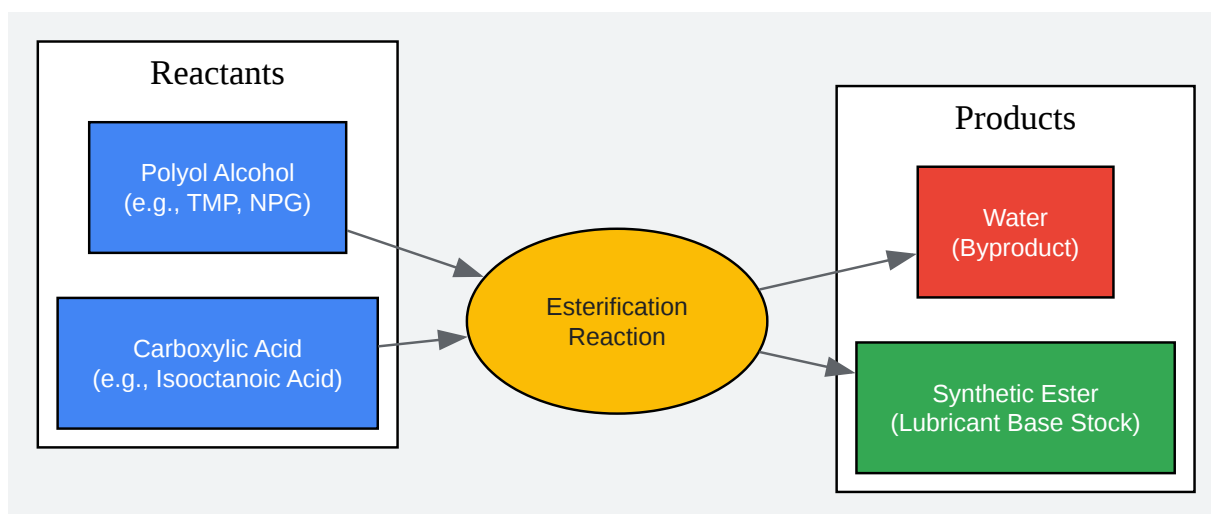 Reactants
Polyol Alcohol
(e.g., TMP, NPG)
Carboxylic Acid
(e.g., Isooctanoic Acid)
Esterification
Reaction
Products
Water
(Byproduct)
Synthetic Ester
(Lubricant Base Stock)